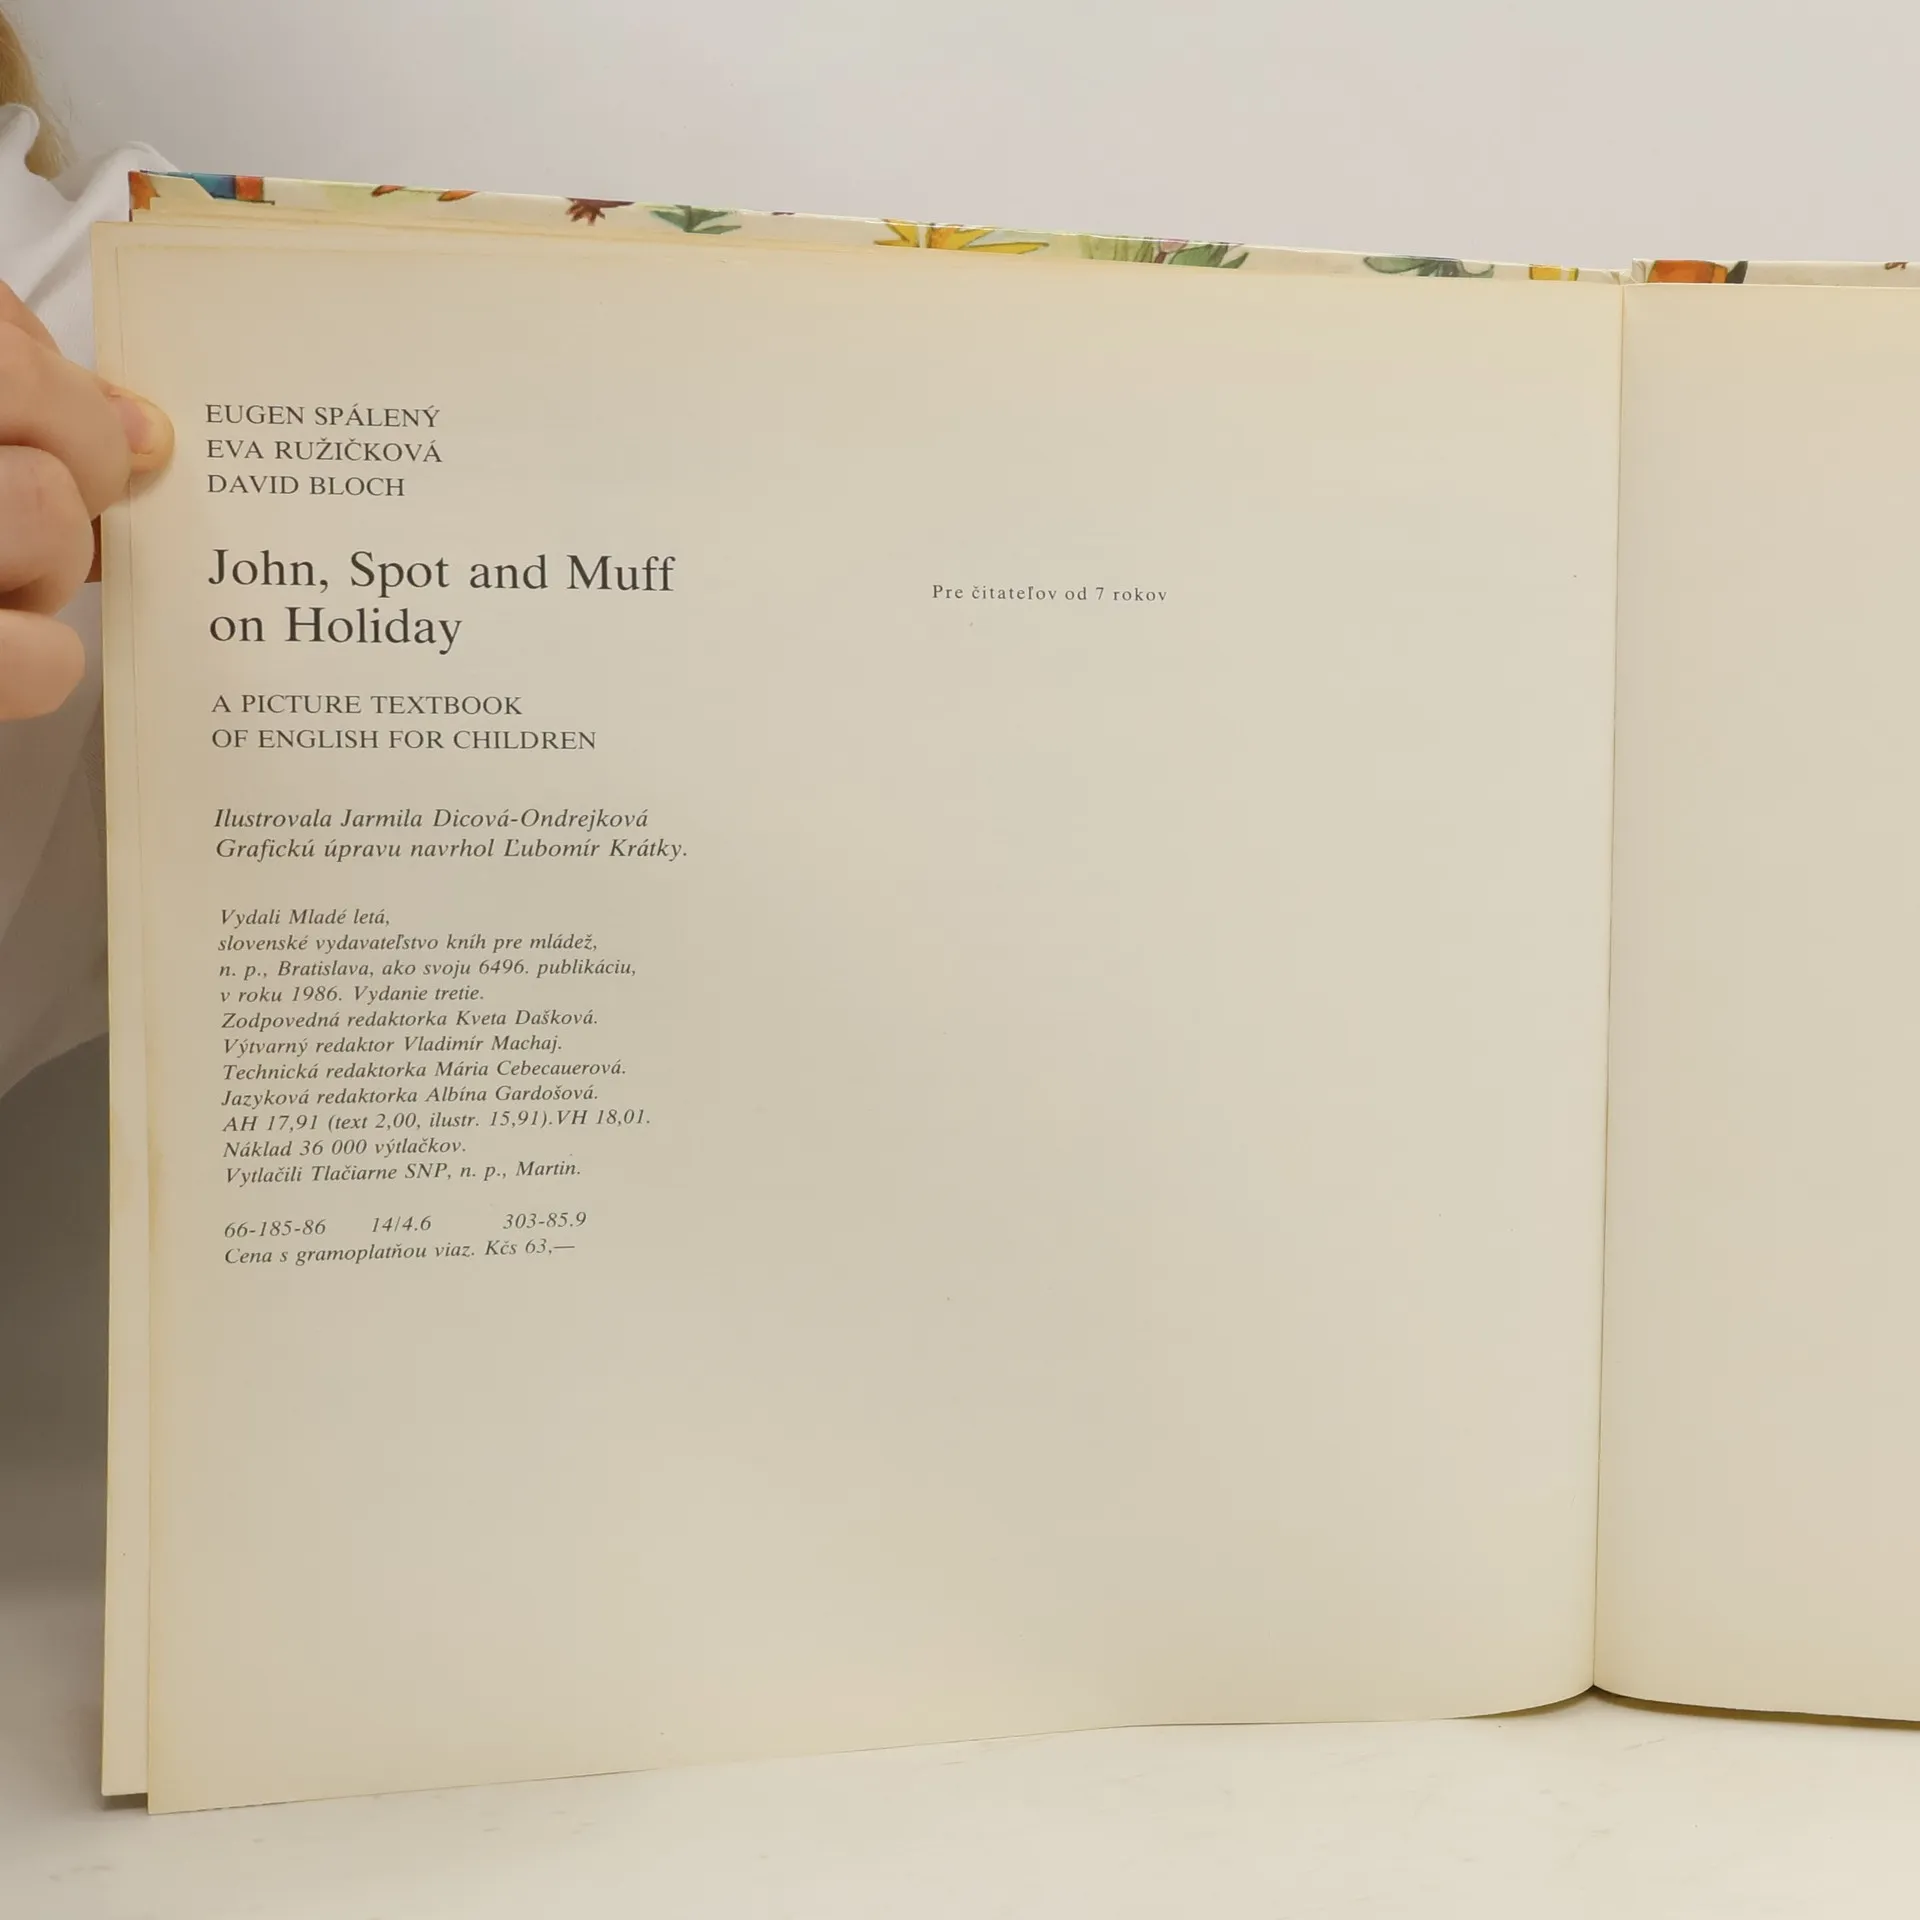 EUGEN SPÁLENÝ
EVA RUŽIČKOVÁ
DAVID BLOCH
John, Spot and Muff
on Holiday
A PICTURE TEXTBOOK
OF ENGLISH FOR CHILDREN
Ilustrovala Jarmila Dicová-Ondrejková
Grafickú úpravu navrhol Ľubomír Krátky.
Vydali Mladé letá,
slovenské vydavateľstvo kníh pre mládež,
n. p., Bratislava, ako svoju 6496. publikáciu,
v roku 1986. Vydanie tretie.
Zodpovedná redaktorka Kveta Dašková.
Výtvarný redaktor Vladimír Machaj.
Technická redaktorka Mária Cebecauerová.
Jazyková redaktorka Albína Gardošová.
AH 17,91 (text 2,00, ilustr. 15,91). VH 18,01.
Náklad 36 000 výtlačkov.
Vytlačili Tlačiarne SNP, n. p., Martin.
66-185-86 14/4.6 303-85.9
Cena s gramoplatňou viaz. Kčs 63,—
Pre čitateľov od 7 rokov